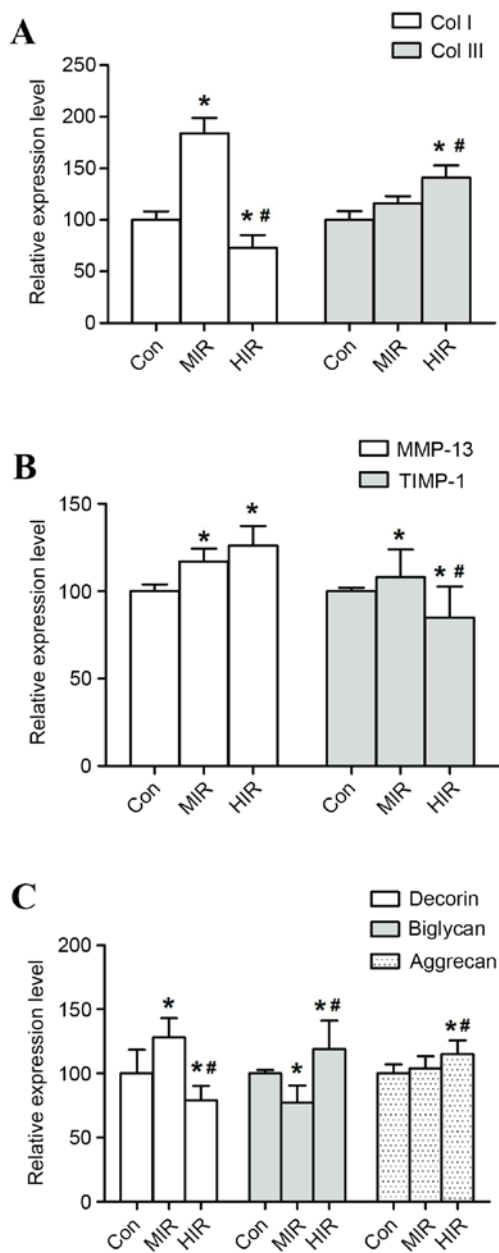 A
Col I
Col III
Relative expression level
250
200
150
100
50
0
*
* #
* #
Con MIR HIR Con MIR HIR
B
MMP-13
TIMP-1
Relative expression level
150
100
50
0
*
*
*
* #
Con MIR HIR Con MIR HIR
C
Decorin
Biglycan
Aggrecan
Relative expression level
200
150
100
50
0
*
*#
*
*#
*#
Con MIR HIR Con MIR HIR Con MIR HIR